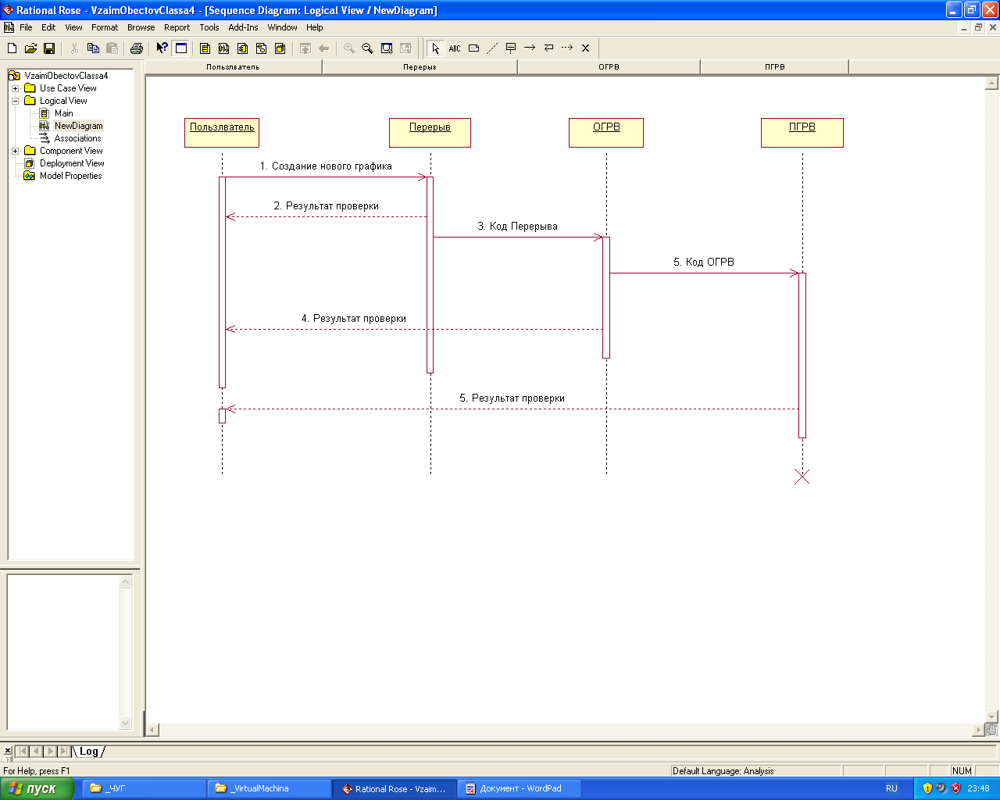 Rational Rose - VzaimObectovClassa4 - [Sequence Diagram: Logical View / NewDiagram]
File Edit View Format Browse Report Tools Add-Ins Window Help
ABC
Пользлватель Перерыв ОГРВ ПГРВ
VzaimObectovClassa4
Use Case View
Logical View
Main
NewDiagram
Associations
Component View
Deployment View
Model Properties
Пользлватель Перерыв ОГРВ ПГРВ
1. Создание нового графика
2. Результат проверки
3. Код Перерыва
5. Код ОГРВ
4. Результат проверки
5. Результат проверки
Log
For Help, press F1 Default Language: Analysis NUM
пуск _ЧУГ _VirtualMachina Rational Rose - Vzaim... Документ - WordPad RU 23:48